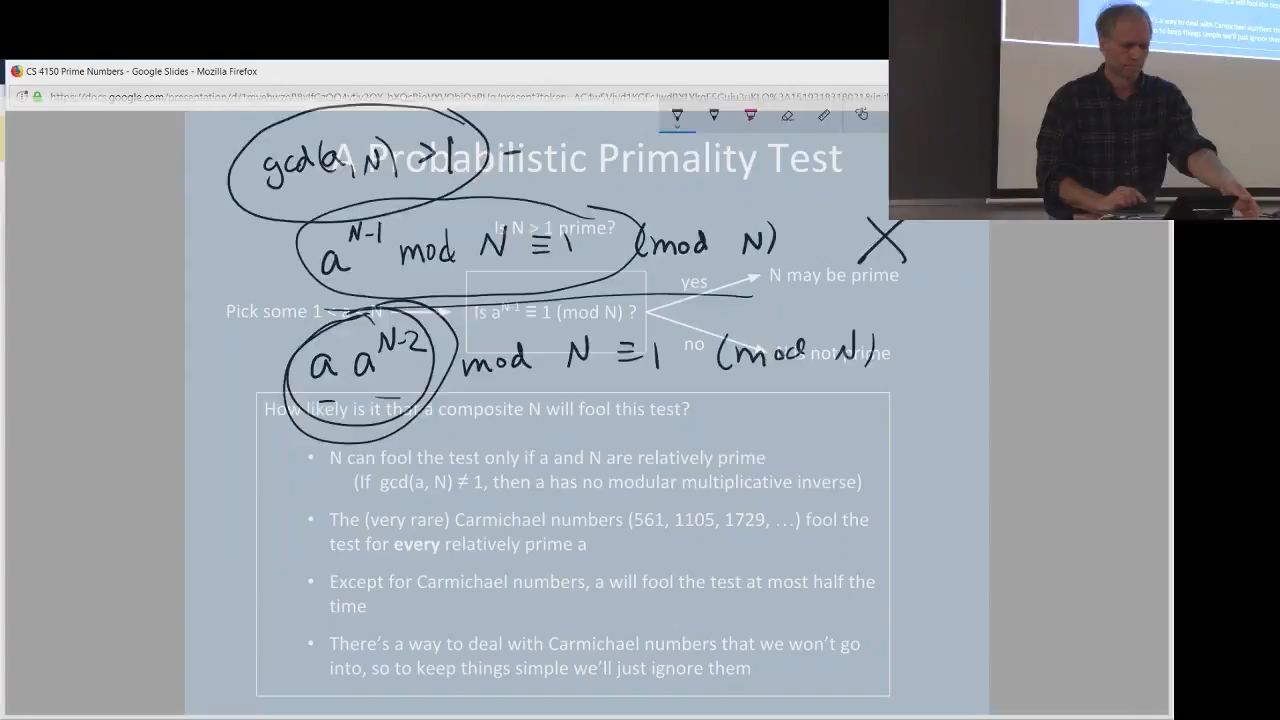 CS 4150 Prime Numbers - Google Slides - Mozilla Firefox
A Probabilistic Primality Test
gcd(a, N) > 1 -
Is N > 1 prime?
a^{N-1} mod N ≡ 1 (mod N) X
yes N may be prime
Pick some 1 < a < N
Is a^{N-1} ≡ 1 (mod N) ?
no N is not prime
a a^{N-2} mod N ≡ 1 (mod N)
How likely is it that a composite N will fool this test?
• N can fool the test only if a and N are relatively prime
(If gcd(a, N) ≠ 1, then a has no modular multiplicative inverse)
• The (very rare) Carmichael numbers (561, 1105, 1729, …) fool the
test for every relatively prime a
• Except for Carmichael numbers, a will fool the test at most half the
time
• There's a way to deal with Carmichael numbers that we won't go
into, so to keep things simple we'll just ignore them